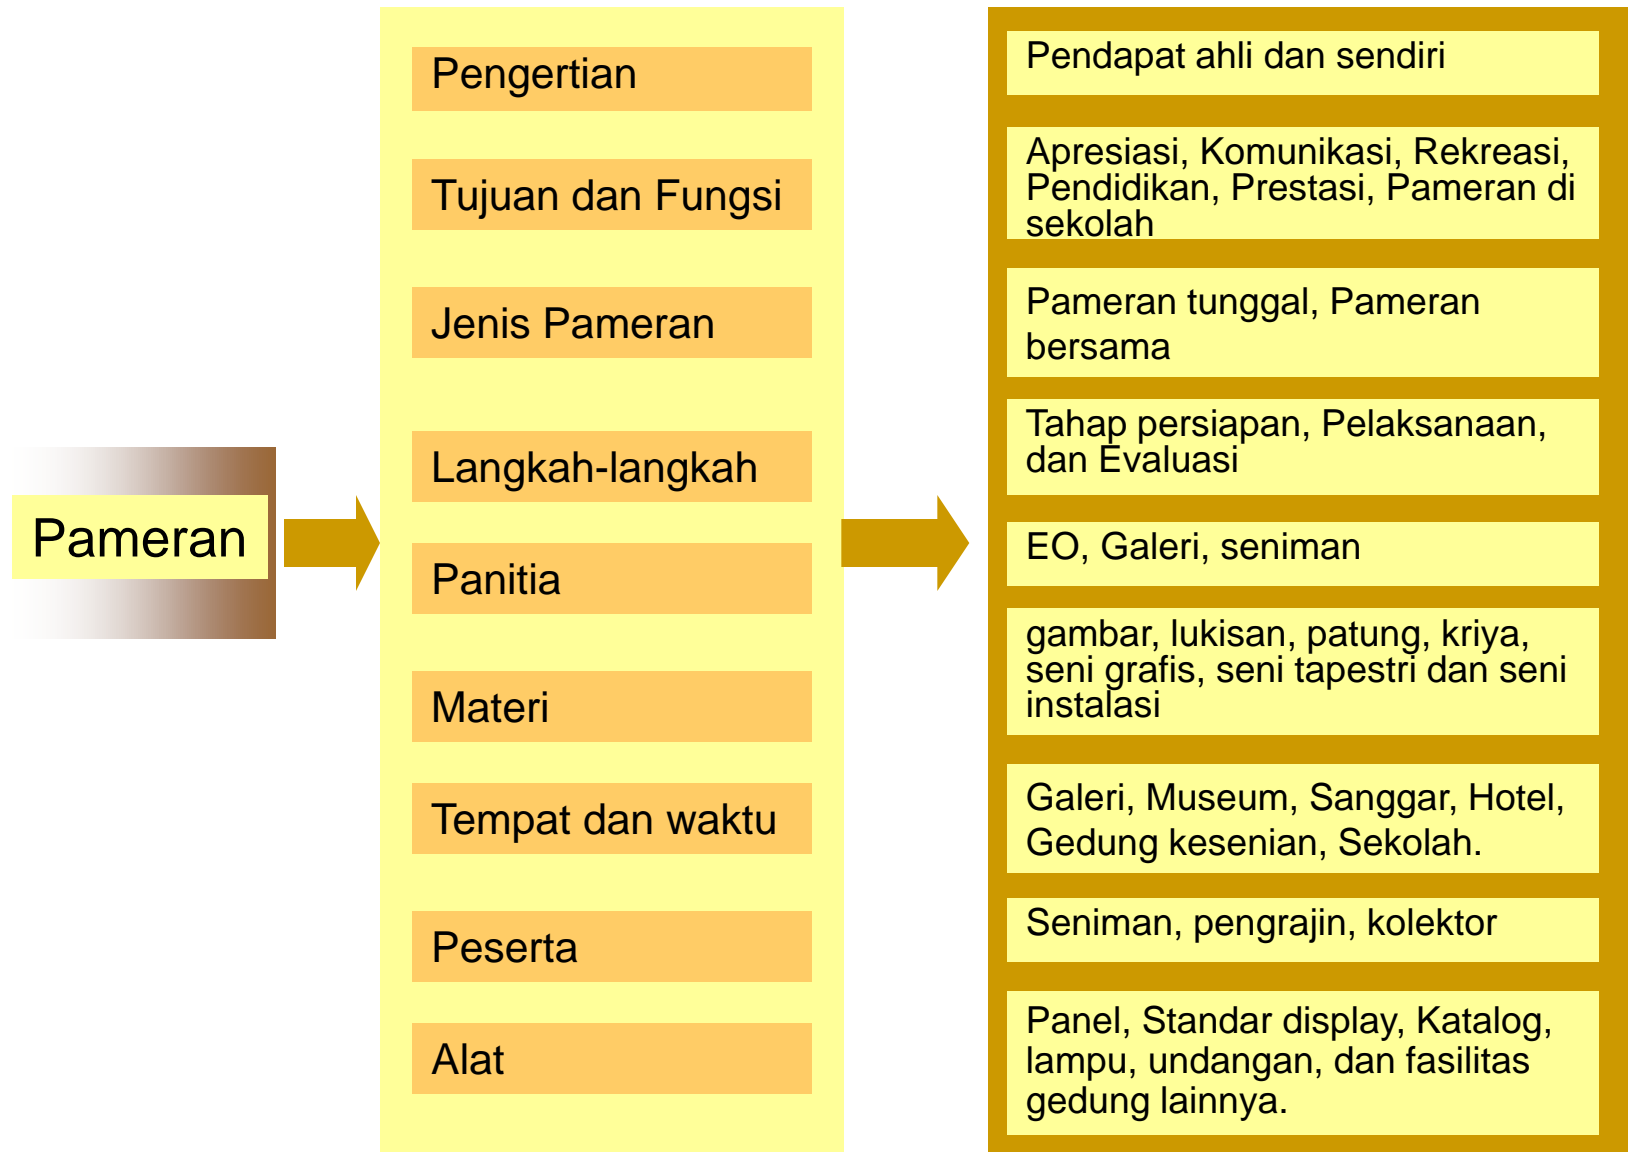 Pameran
Pengertian
Tujuan dan Fungsi
Jenis Pameran
Langkah-langkah
Panitia
Materi
Tempat dan waktu
Peserta
Alat
Pendapat ahli dan sendiri
Apresiasi, Komunikasi, Rekreasi,
Pendidikan, Prestasi, Pameran di
sekolah
Pameran tunggal, Pameran
bersama
Tahap persiapan, Pelaksanaan,
dan Evaluasi
EO, Galeri, seniman
gambar, lukisan, patung, kriya,
seni grafis, seni tapestri dan seni
instalasi
Galeri, Museum, Sanggar, Hotel,
Gedung kesenian, Sekolah.
Seniman, pengrajin, kolektor
Panel, Standar display, Katalog,
lampu, undangan, dan fasilitas
gedung lainnya.